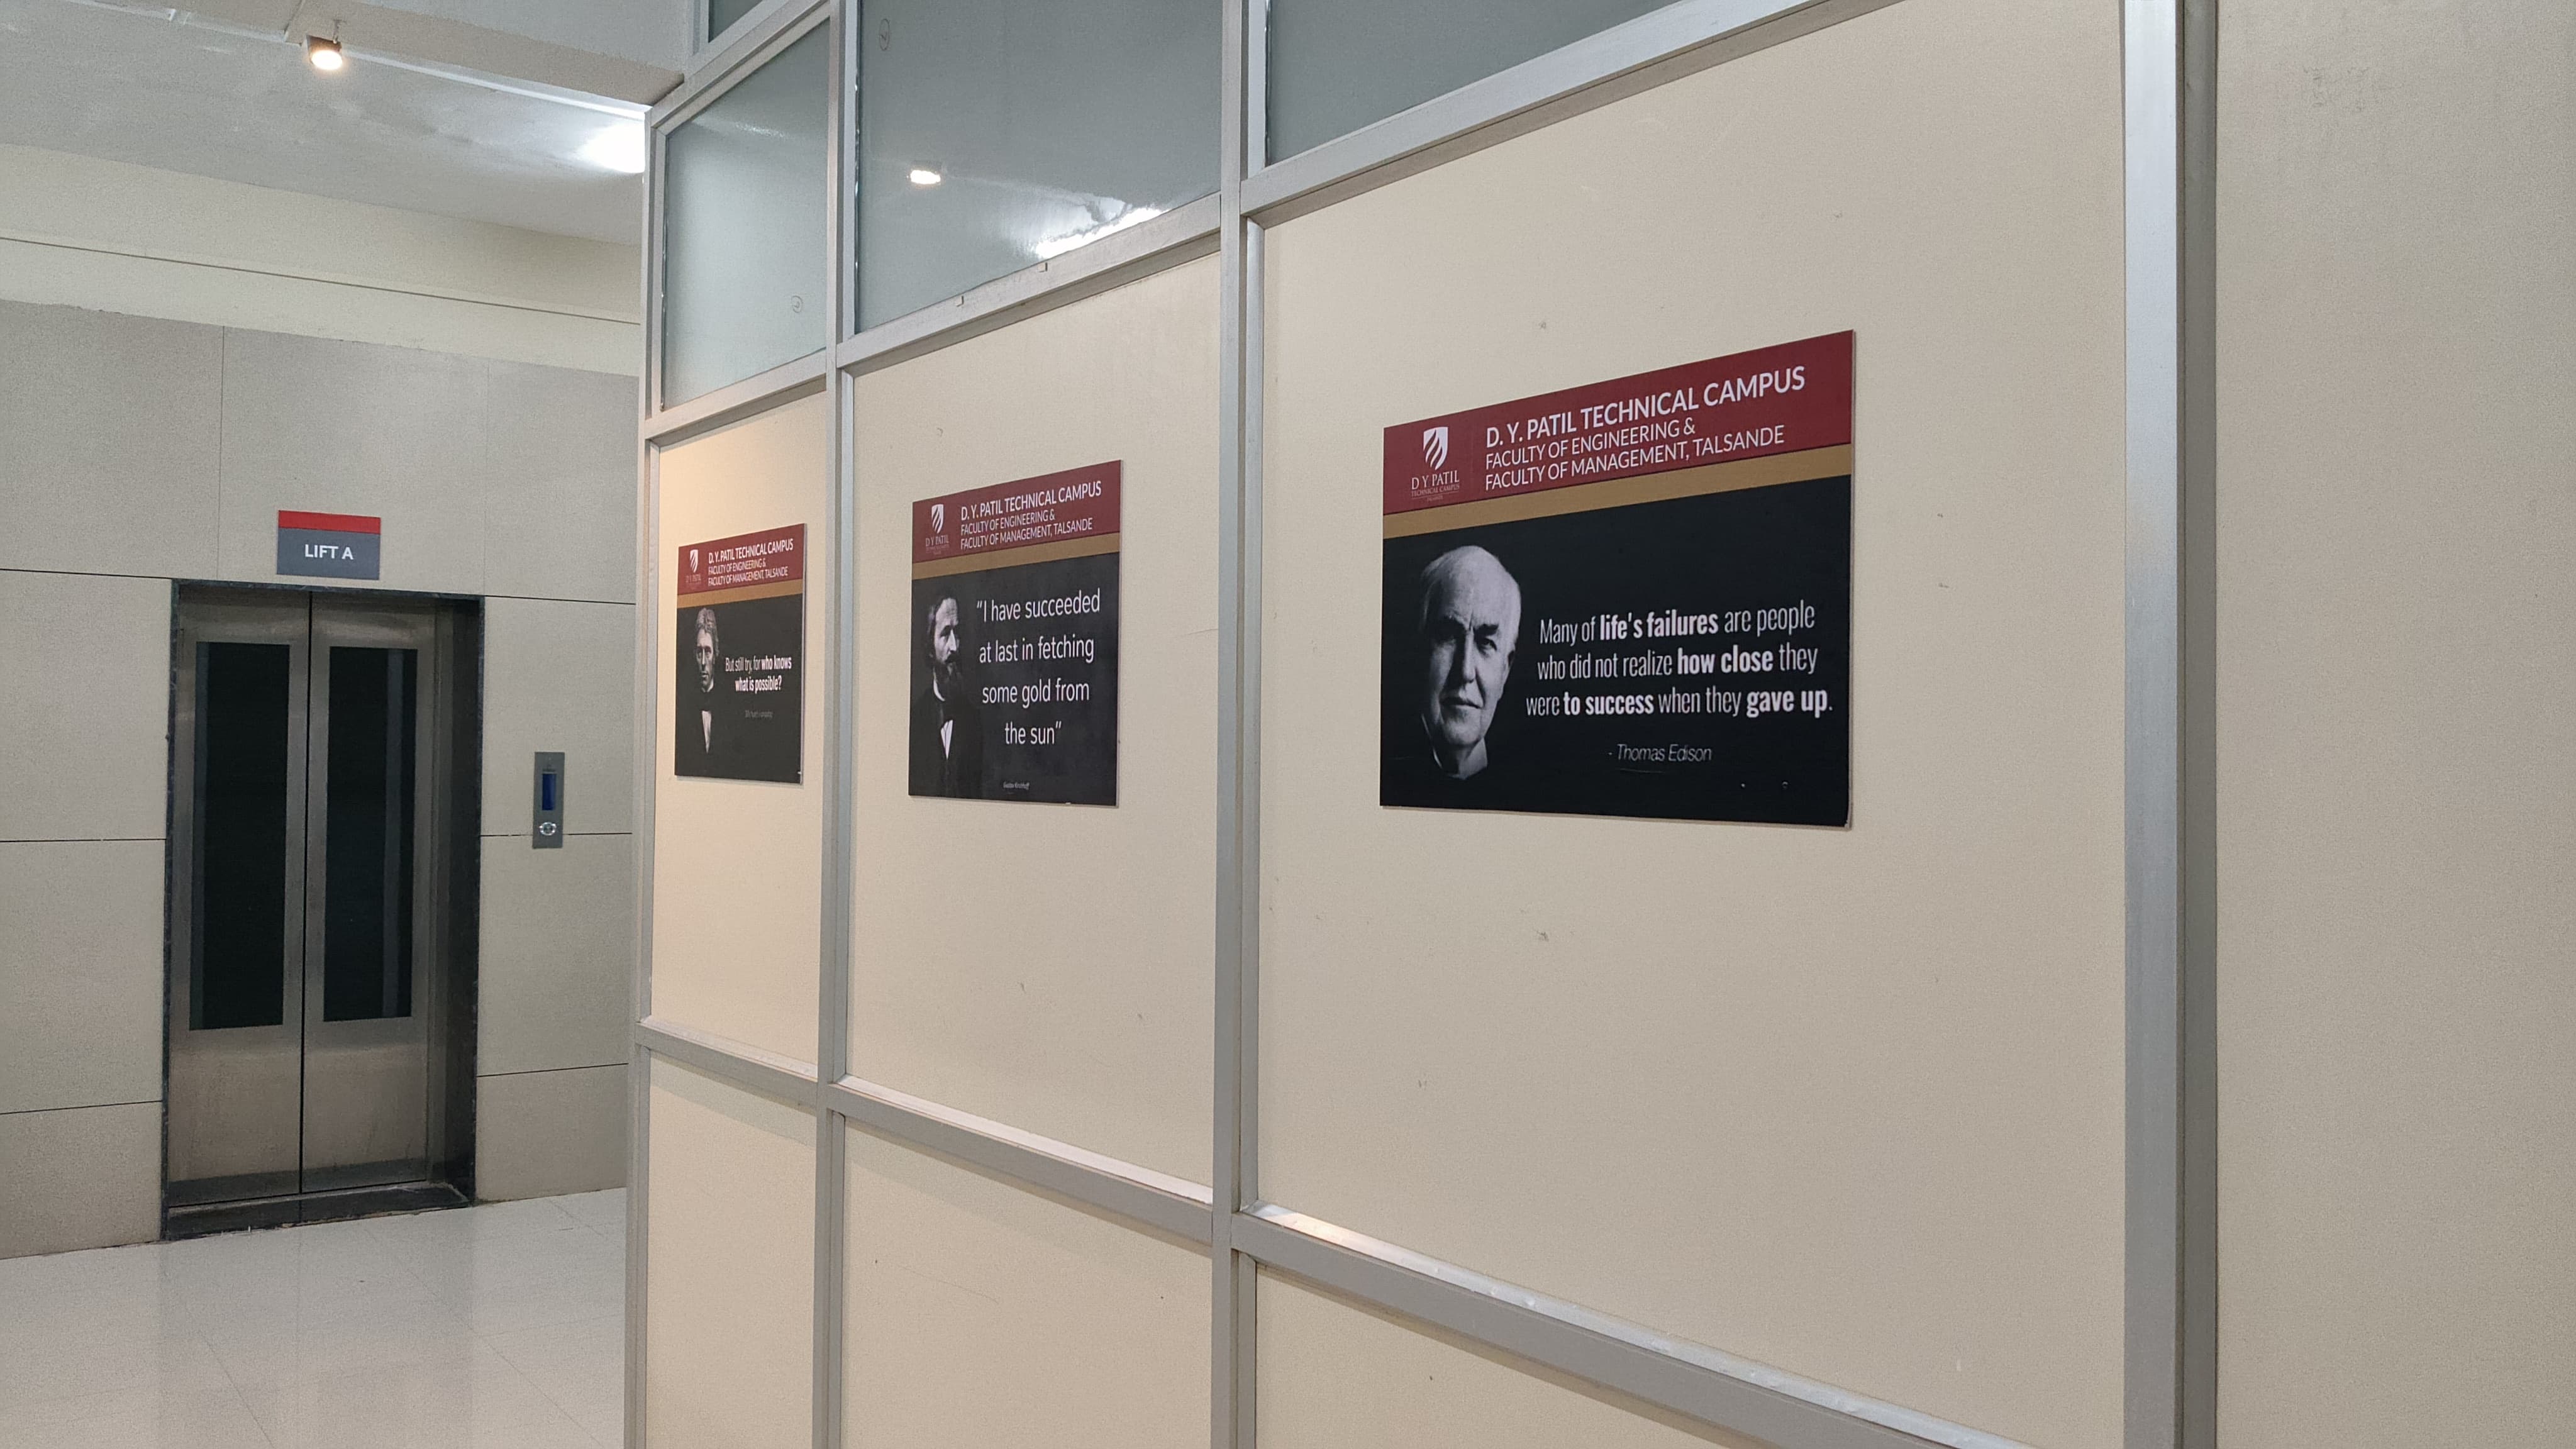 LIFT A
D. Y. PATIL TECHNICAL CAMPUS
FACULTY OF ENGINEERING &
FACULTY OF MANAGEMENT, TALSANDE
But still try, for who knows
what is possible?
D. Y. PATIL TECHNICAL CAMPUS
FACULTY OF ENGINEERING &
FACULTY OF MANAGEMENT, TALSANDE
D Y PATIL
“I have succeeded
at last in fetching
some gold from
the sun”
D. Y. PATIL TECHNICAL CAMPUS
FACULTY OF ENGINEERING &
FACULTY OF MANAGEMENT, TALSANDE
D Y PATIL
TECHNICAL CAMPUS
Many of life's failures are people
who did not realize how close they
were to success when they gave up.
- Thomas Edison